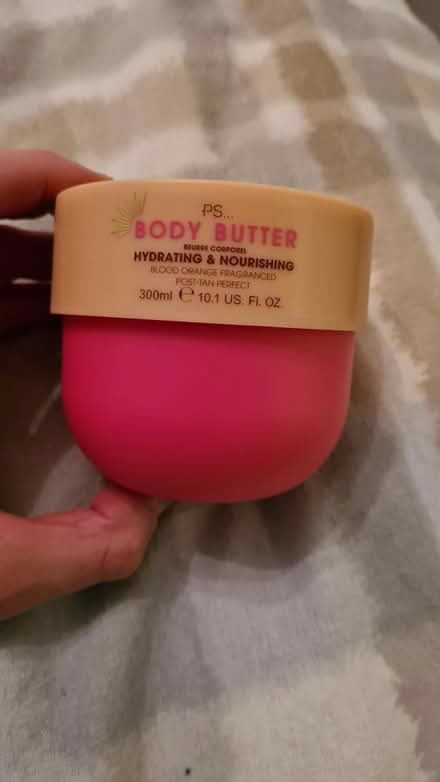 PS...
BODY BUTTER
BEURRE CORPOREL
HYDRATING & NOURISHING
BLOOD ORANGE FRAGRANCED
POST-TAN PERFECT
300ml ℮ 10.1 US. Fl. OZ